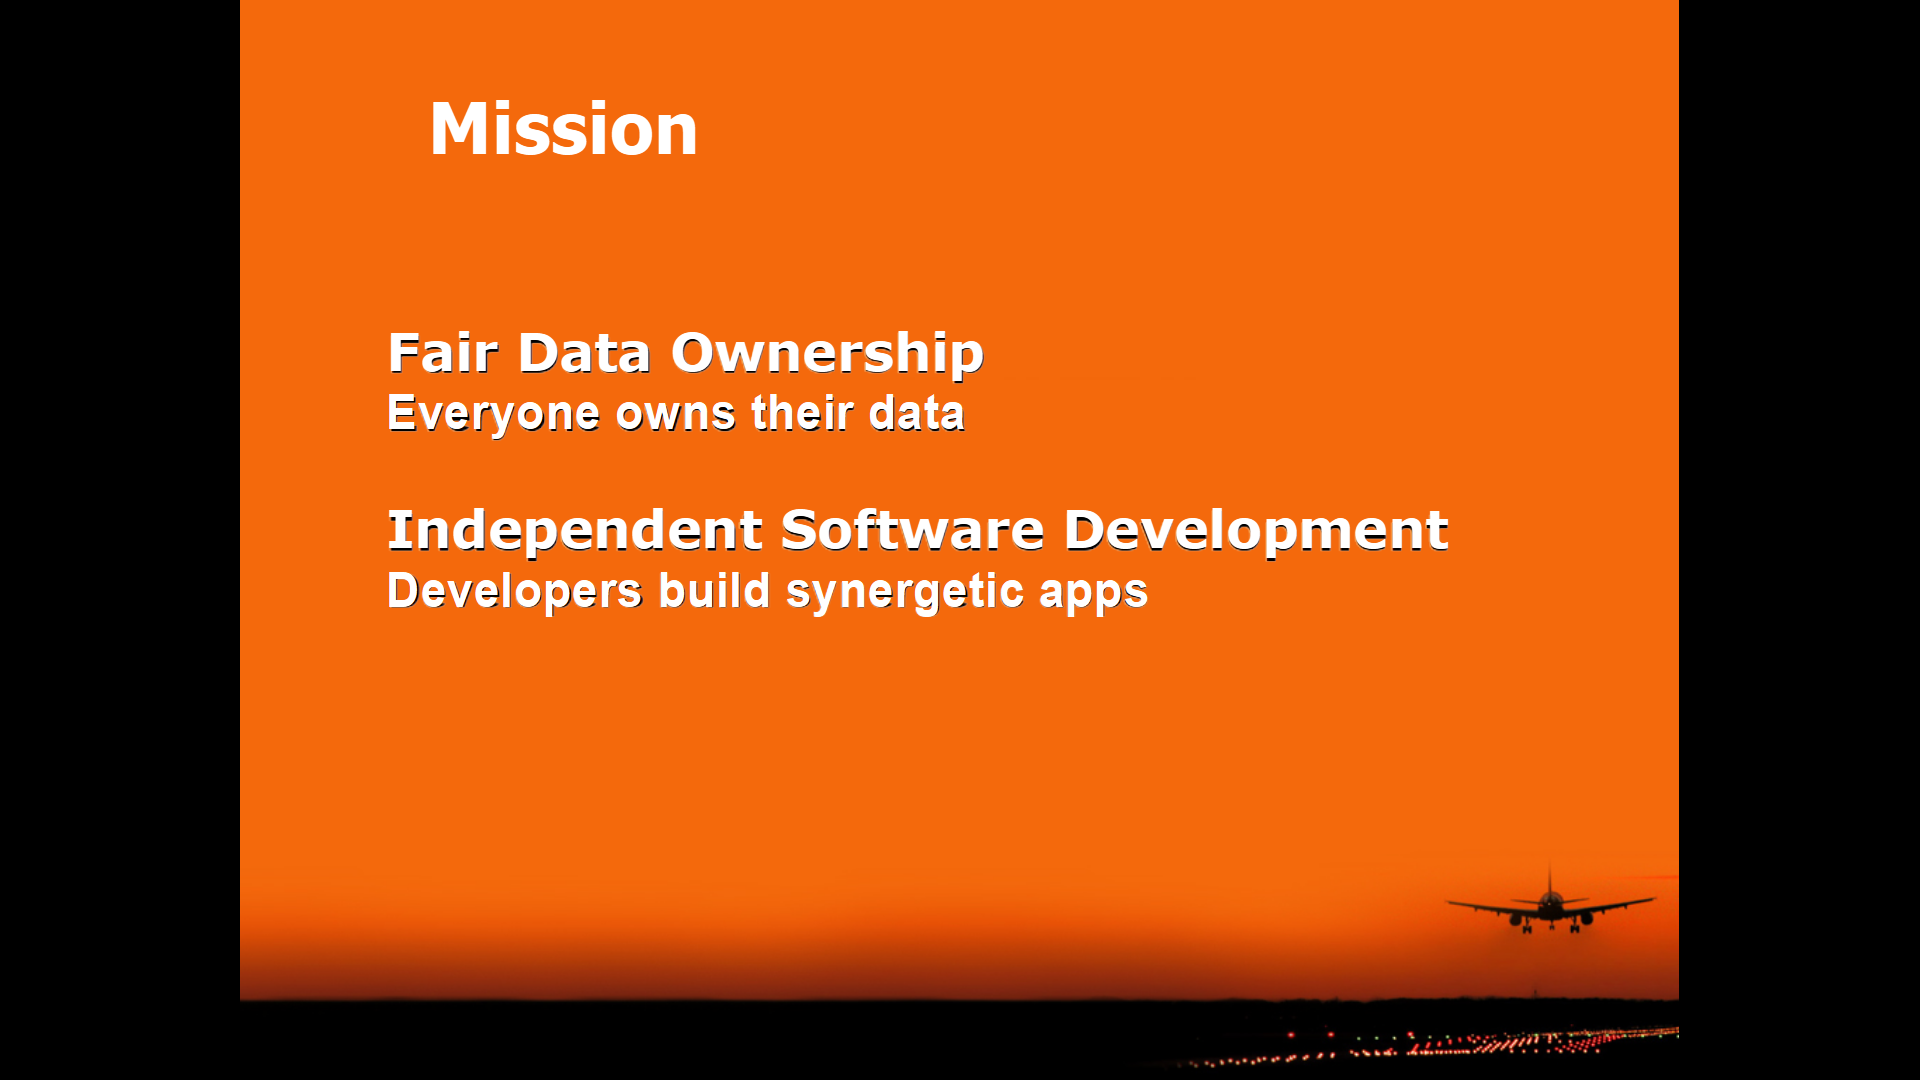 Mission
Fair Data Ownership
Everyone owns their data
Independent Software Development
Developers build synergetic apps